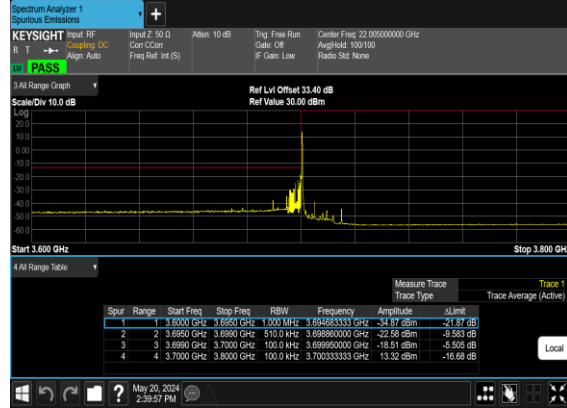 Spectrum Analyzer 1
Spurious Emissions
+
KEYSIGHT Input: RF Input Z: 50 Ω Atten: 10 dB Trig: Free Run Center Freq: 22.005000000 GHz
R T Coupling: DC Corr CCorr Gate: Off Avg|Hold: 100/100
Align: Auto Freq Ref: Int (S) IF Gain: Low Radio Std: None
PASS
3 All Range Graph Ref Lvl Offset 33.40 dB
Scale/Div 10.0 dB Ref Value 30.00 dBm
Log
20.0
10.0
0.00
-10.0
-20.0
-30.0
-40.0
-50.0
-60.0
Start 3.600 GHz Stop 3.800 GH
4 All Range Table
Measure Trace Trace 1
Trace Type Trace Average (Active)
Spur Range Start Freq Stop Freq RBW Frequency Amplitude ΔLimit
1 1 3.6000 GHz 3.6950 GHz 1.000 MHz 3.694683333 GHz -34.87 dBm -21.87 dB
2 2 3.6950 GHz 3.6990 GHz 510.0 kHz 3.698860000 GHz -22.58 dBm -9.583 dB
3 3 3.6990 GHz 3.7000 GHz 100.0 kHz 3.699950000 GHz -18.51 dBm -5.505 dB
4 4 3.7000 GHz 3.8000 GHz 100.0 kHz 3.700333333 GHz 13.32 dBm -16.68 dB
Local
? May 20, 2024
2:39:57 PM